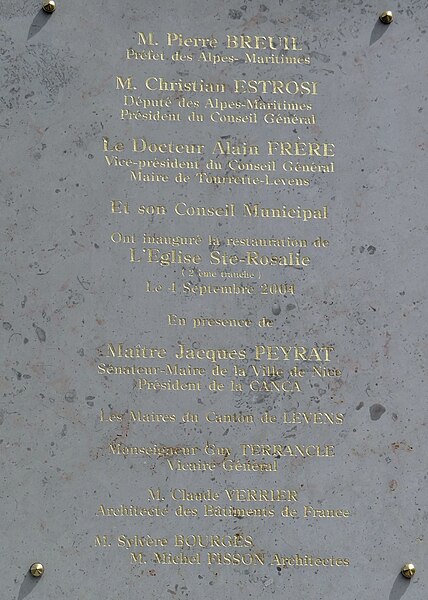 M. Pierre BREUIL
Préfet des Alpes-Maritimes
M. Christian ESTROSI
Député des Alpes-Maritimes
Président du Conseil Général
Le Docteur Alain FRÈRE
Vice-président du Conseil Général
Maire de Tourrette-Levens
Et son Conseil Municipal
Ont inauguré la restauration de
L'Eglise Ste-Rosalie
( 2 ème tranche )
Le 4 Septembre 2004
En présence de
Maître Jacques PEYRAT
Sénateur-Maire de la Ville de Nice
Président de la CANCA
Les Maires du Canton de LEVENS
Monseigneur Guy TERRANCLE
Vicaire Général
M. Claude VERRIER
Architecte des Bâtiments de France
M. Sylvère BOURGES
M. Michel FISSON Architectes